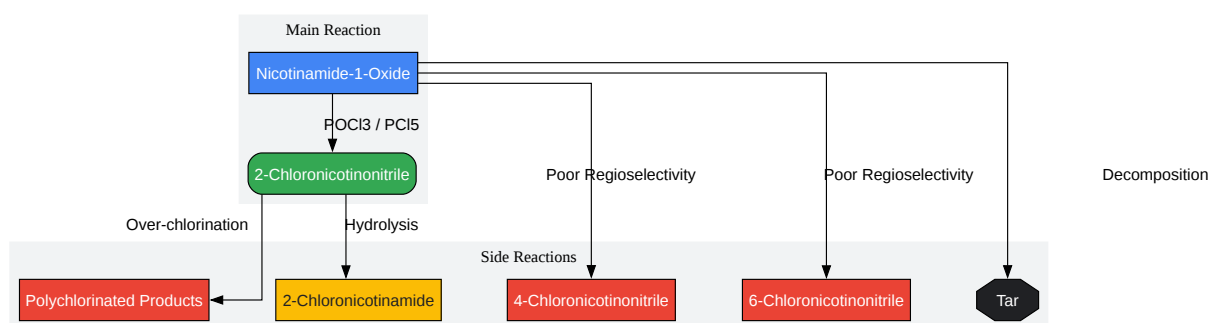 Main Reaction
Nicotinamide-1-Oxide
POCl3 / PCl5
2-Chloronicotinonitrile
Poor Regioselectivity
Poor Regioselectivity
Decomposition
Over-chlorination
Hydrolysis
Side Reactions
Polychlorinated Products
2-Chloronicotinamide
4-Chloronicotinonitrile
6-Chloronicotinonitrile
Tar